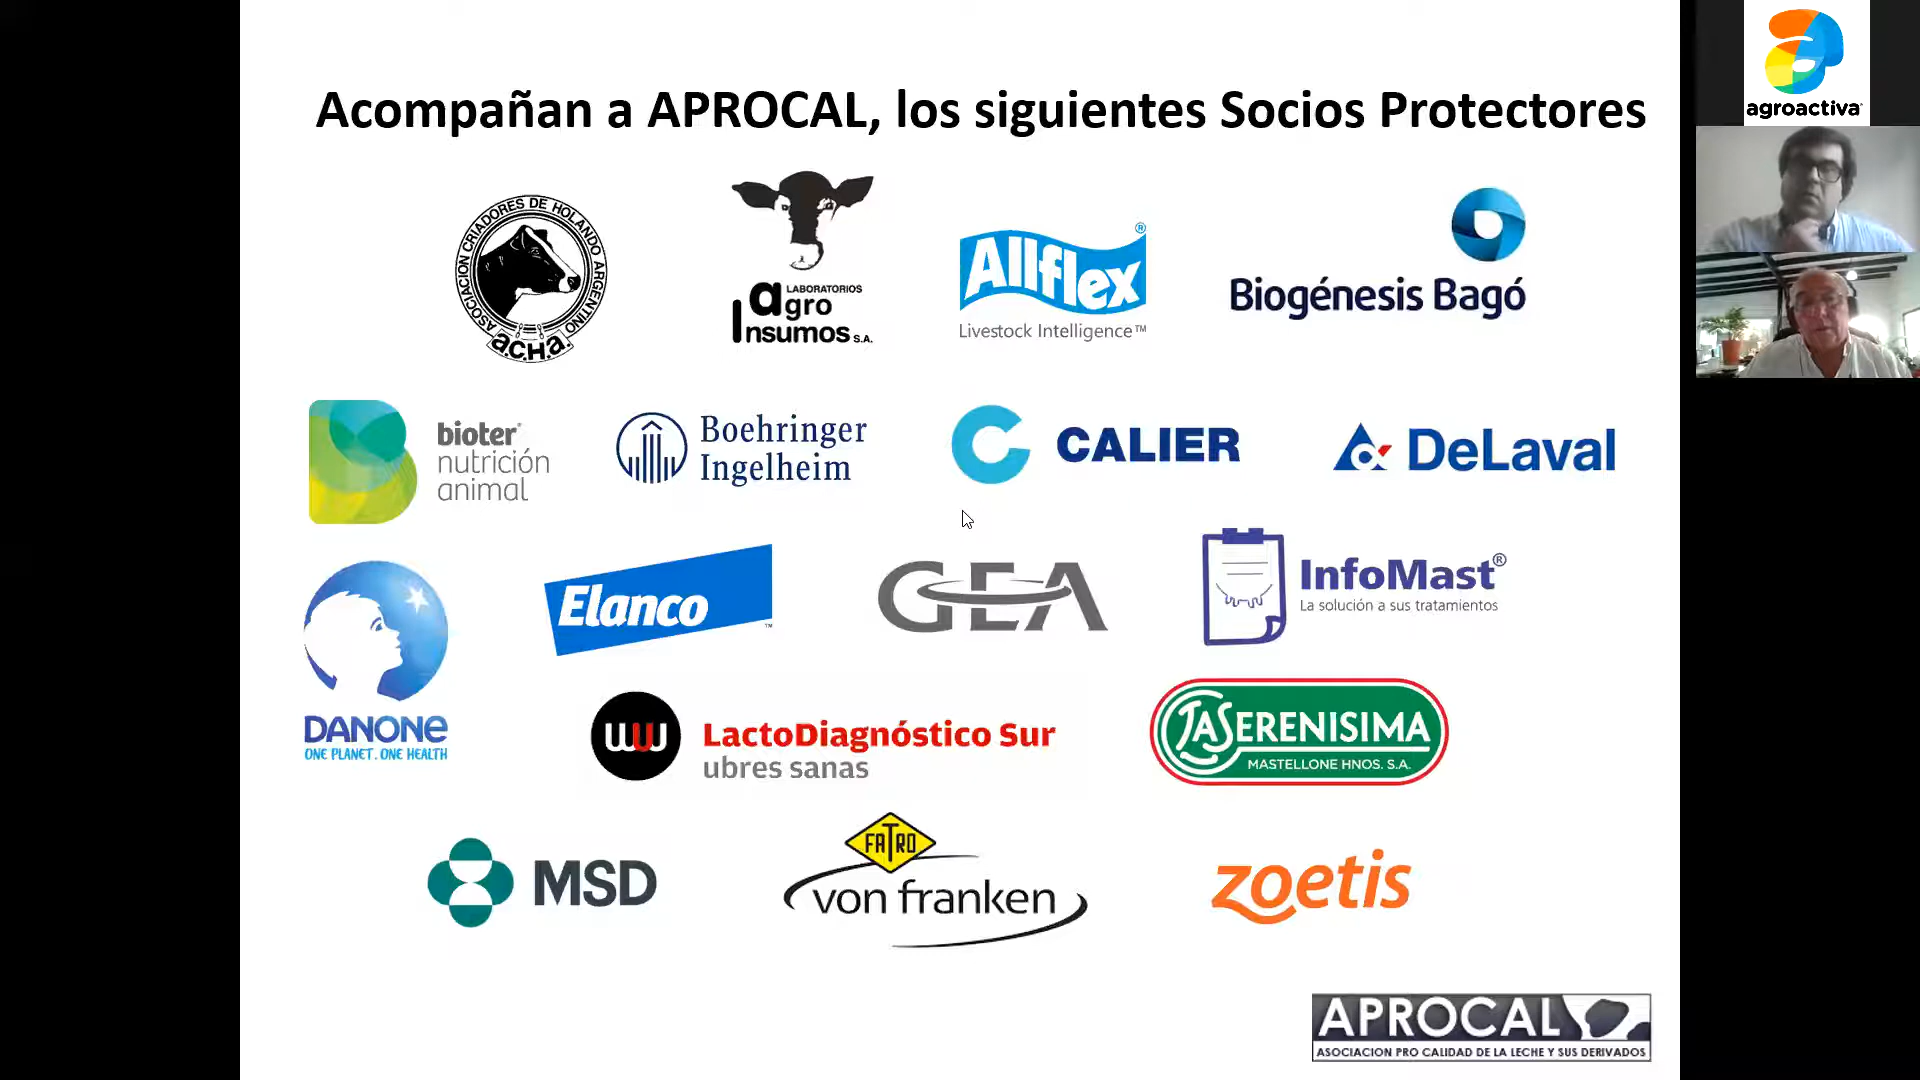 Acompañan a APROCAL, los siguientes Socios Protectores
agroactiva
ASOCIACION CRIADORES DE HOLANDO ARGENTINO
a.c.H.a.
LABORATORIOS
agro
Insumos S.A.
Allflex®
Livestock Intelligence™
Biogénesis Bagó
bioter®
nutrición
animal
Boehringer
Ingelheim
CALIER
DeLaval
DANONE
ONE PLANET. ONE HEALTH
Elanco™
GEA
InfoMast®
La solución a sus tratamientos
LactoDiagnóstico Sur
ubres sanas
LA SERENISIMA
MASTELLONE HNOS. S.A.
MSD
FATRO
von franken
zoetis
APROCAL
ASOCIACION PRO CALIDAD DE LA LECHE Y SUS DERIVADOS